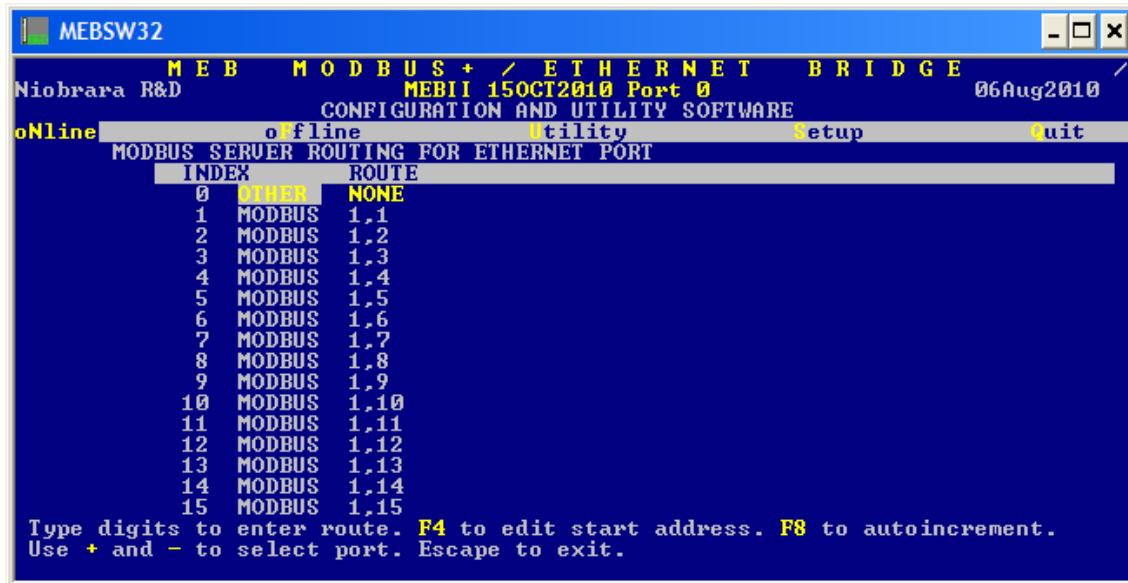 MEBSW32
M E B M O D B U S + / E T H E R N E T B R I D G E /
Niobrara R&D MEBII 15OCT2010 Port 0 06Aug2010
CONFIGURATION AND UTILITY SOFTWARE
oNline oFfline Utility Setup Quit
MODBUS SERVER ROUTING FOR ETHERNET PORT
INDEX ROUTE
0 OTHER NONE
1 MODBUS 1,1
2 MODBUS 1,2
3 MODBUS 1,3
4 MODBUS 1,4
5 MODBUS 1,5
6 MODBUS 1,6
7 MODBUS 1,7
8 MODBUS 1,8
9 MODBUS 1,9
10 MODBUS 1,10
11 MODBUS 1,11
12 MODBUS 1,12
13 MODBUS 1,13
14 MODBUS 1,14
15 MODBUS 1,15
Type digits to enter route. F4 to edit start address. F8 to autoincrement.
Use + and - to select port. Escape to exit.